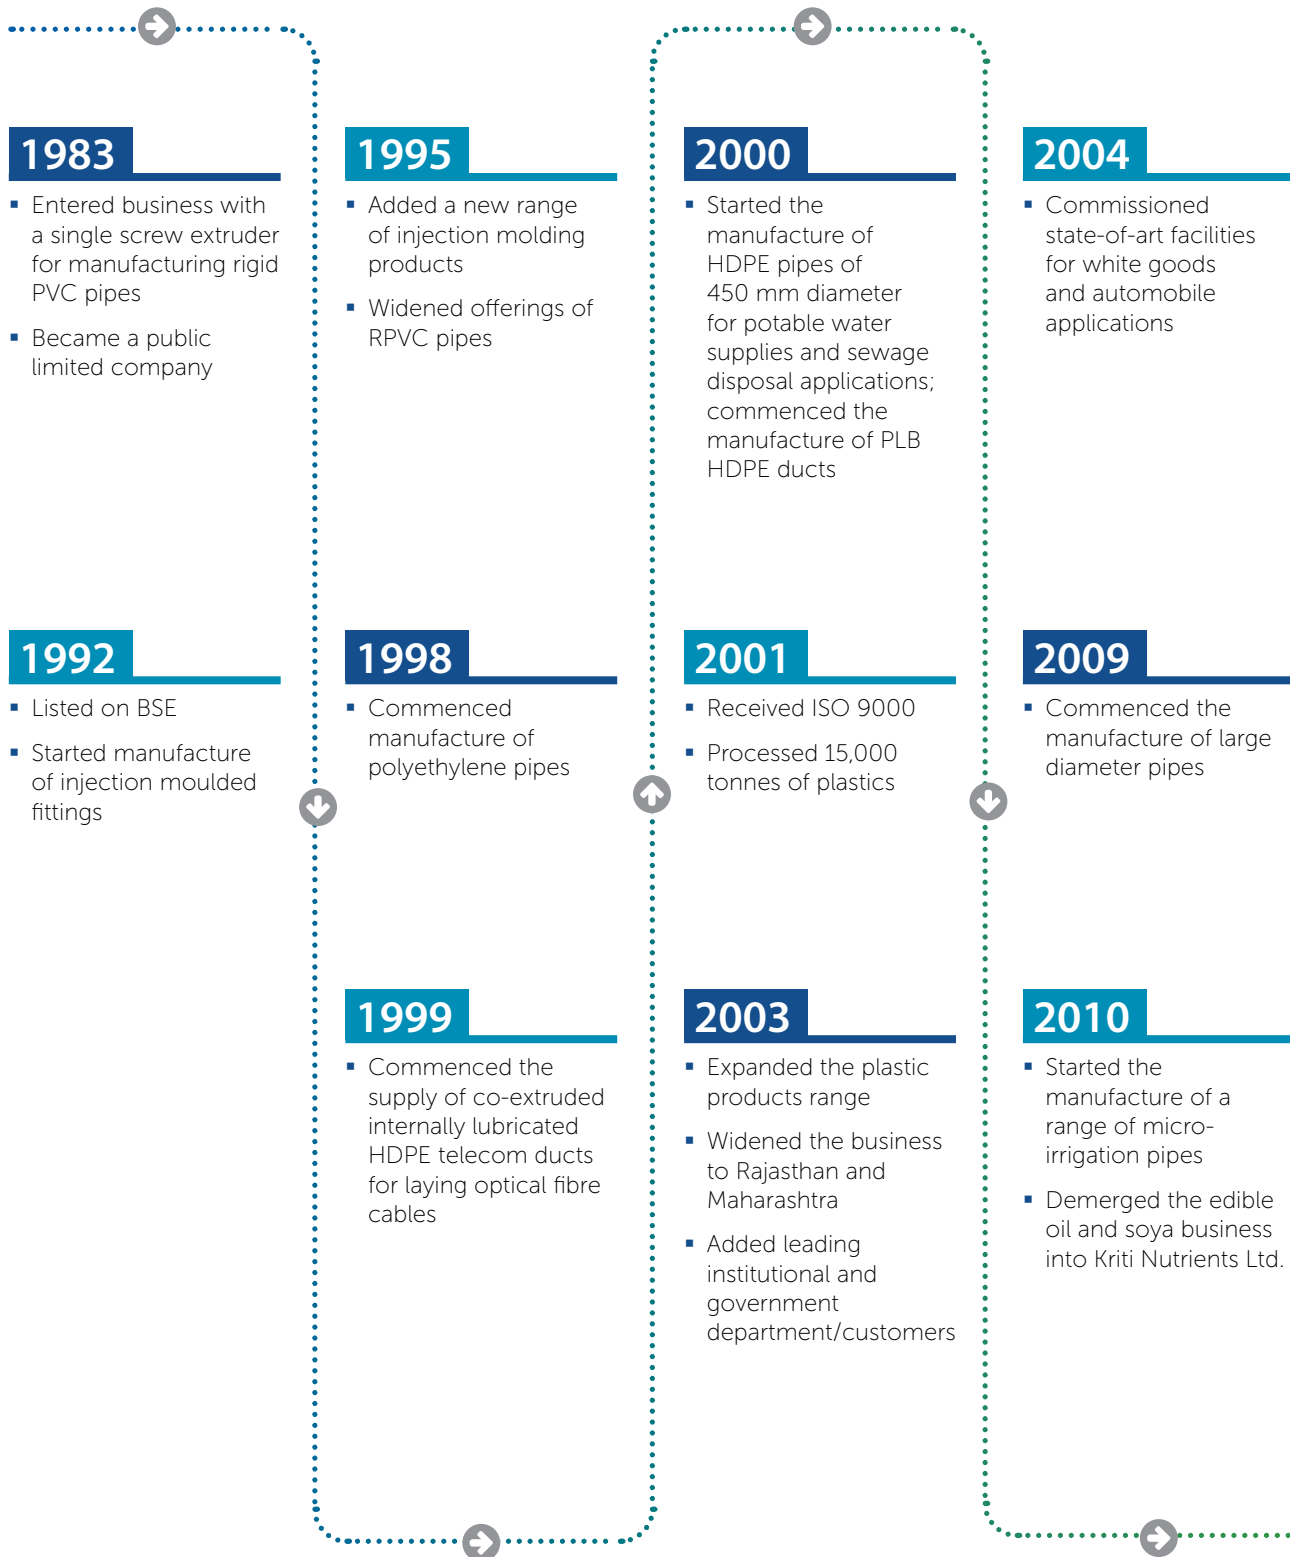 1983
Entered business with
a single screw extruder
for manufacturing rigid
PVC pipes
Became a public
limited company
1992
Listed on BSE
Started manufacture
of injection moulded
fittings
1995
Added a new range
of injection molding
products
Widened offerings of
RPVC pipes
1998
Commenced
manufacture of
polyethylene pipes
1999
Commenced the
supply of co-extruded
internally lubricated
HDPE telecom ducts
for laying optical fibre
cables
2000
Started the
manufacture of
HDPE pipes of
450 mm diameter
for potable water
supplies and sewage
disposal applications;
commenced the
manufacture of PLB
HDPE ducts
2001
Received ISO 9000
Processed 15,000
tonnes of plastics
2003
Expanded the plastic
products range
Widened the business
to Rajasthan and
Maharashtra
Added leading
institutional and
government
department/customers
2004
Commissioned
state-of-art facilities
for white goods
and automobile
applications
2009
Commenced the
manufacture of large
diameter pipes
2010
Started the
manufacture of a
range of micro-
irrigation pipes
Demerged the edible
oil and soya business
into Kriti Nutrients Ltd.